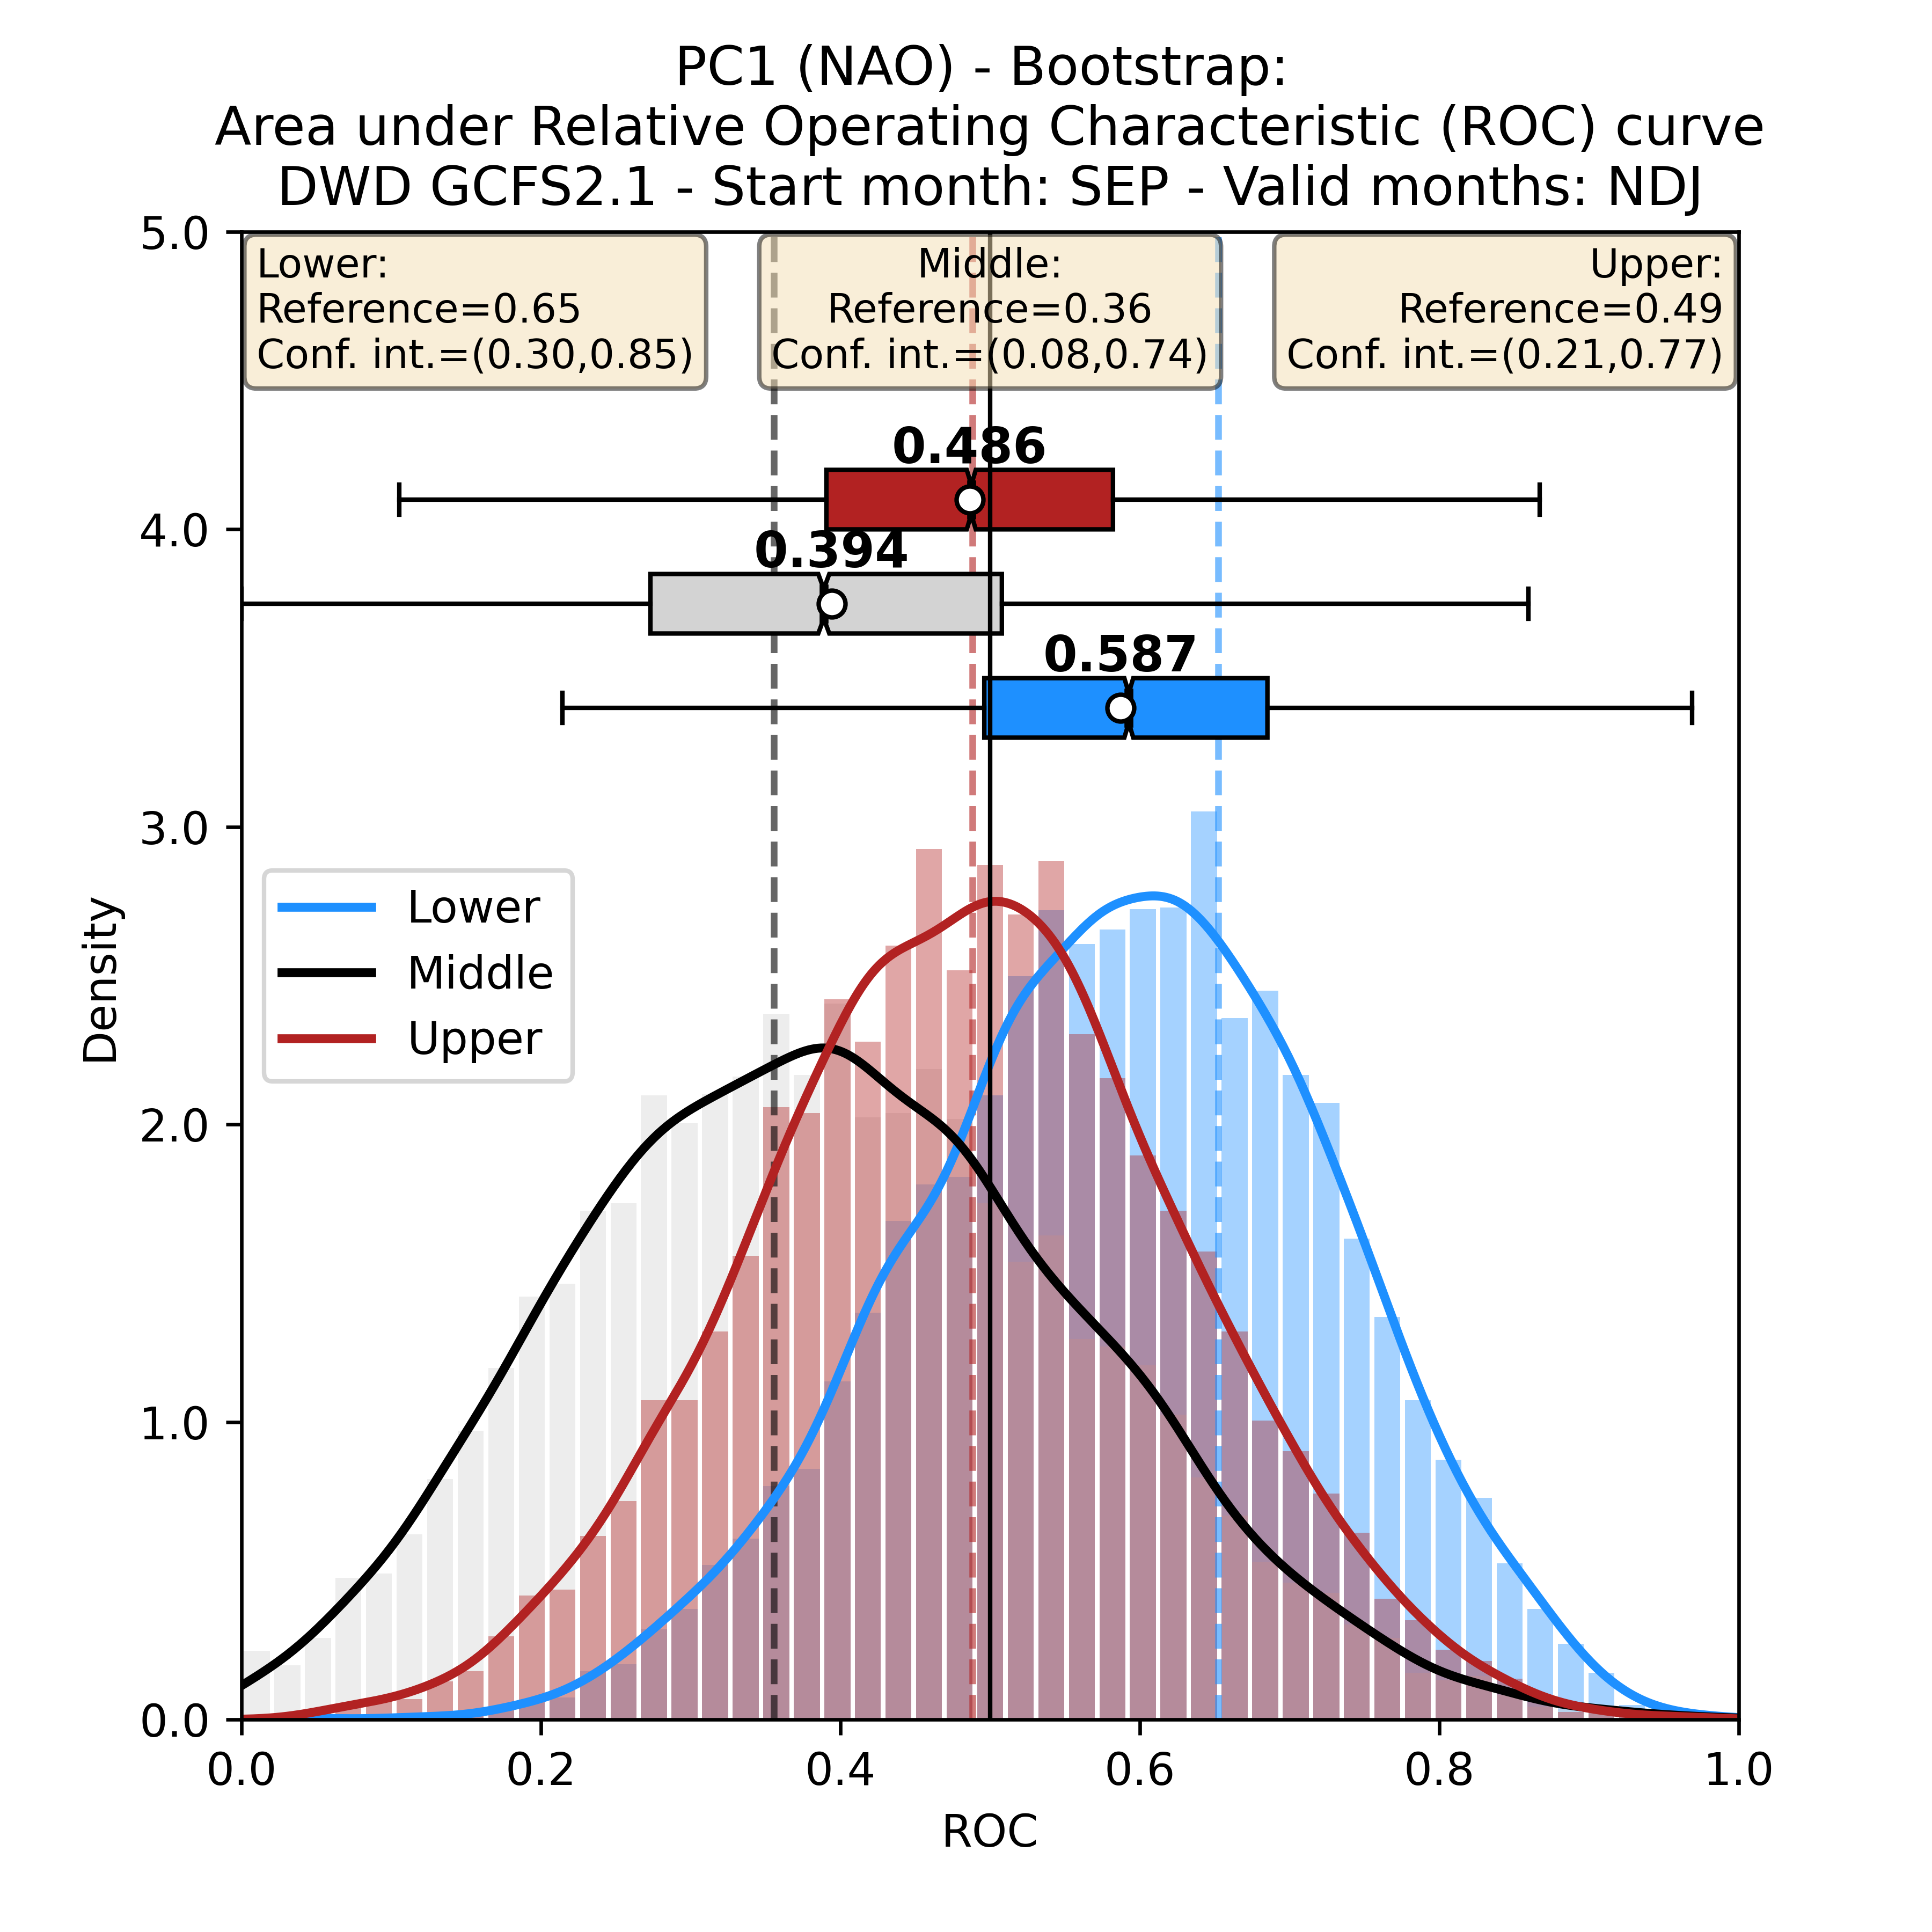 PC1 (NAO) - Bootstrap:
Area under Relative Operating Characteristic (ROC) curve
DWD GCFS2.1 - Start month: SEP - Valid months: NDJ
Lower:
Reference=0.65
Conf. int.=(0.30,0.85)
Middle:
Reference=0.36
Conf. int.=(0.08,0.74)
Upper:
Reference=0.49
Conf. int.=(0.21,0.77)
0.486
0.394
0.587
5.0
4.0
3.0
2.0
1.0
0.0
Density
Lower
Middle
Upper
0.0 0.2 0.4 0.6 0.8 1.0
ROC